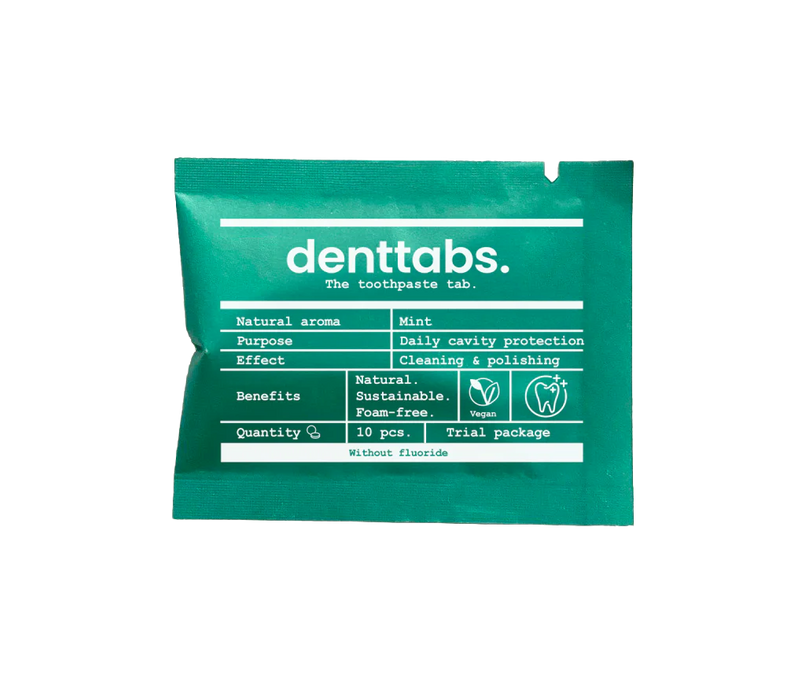 denttabs.
The toothpaste tab.
Natural aroma Mint
Purpose Daily cavity protection
Effect Cleaning & polishing
Benefits Natural. Sustainable. Foam-free. Vegan
Quantity 10 pcs. Trial package
Without fluoride